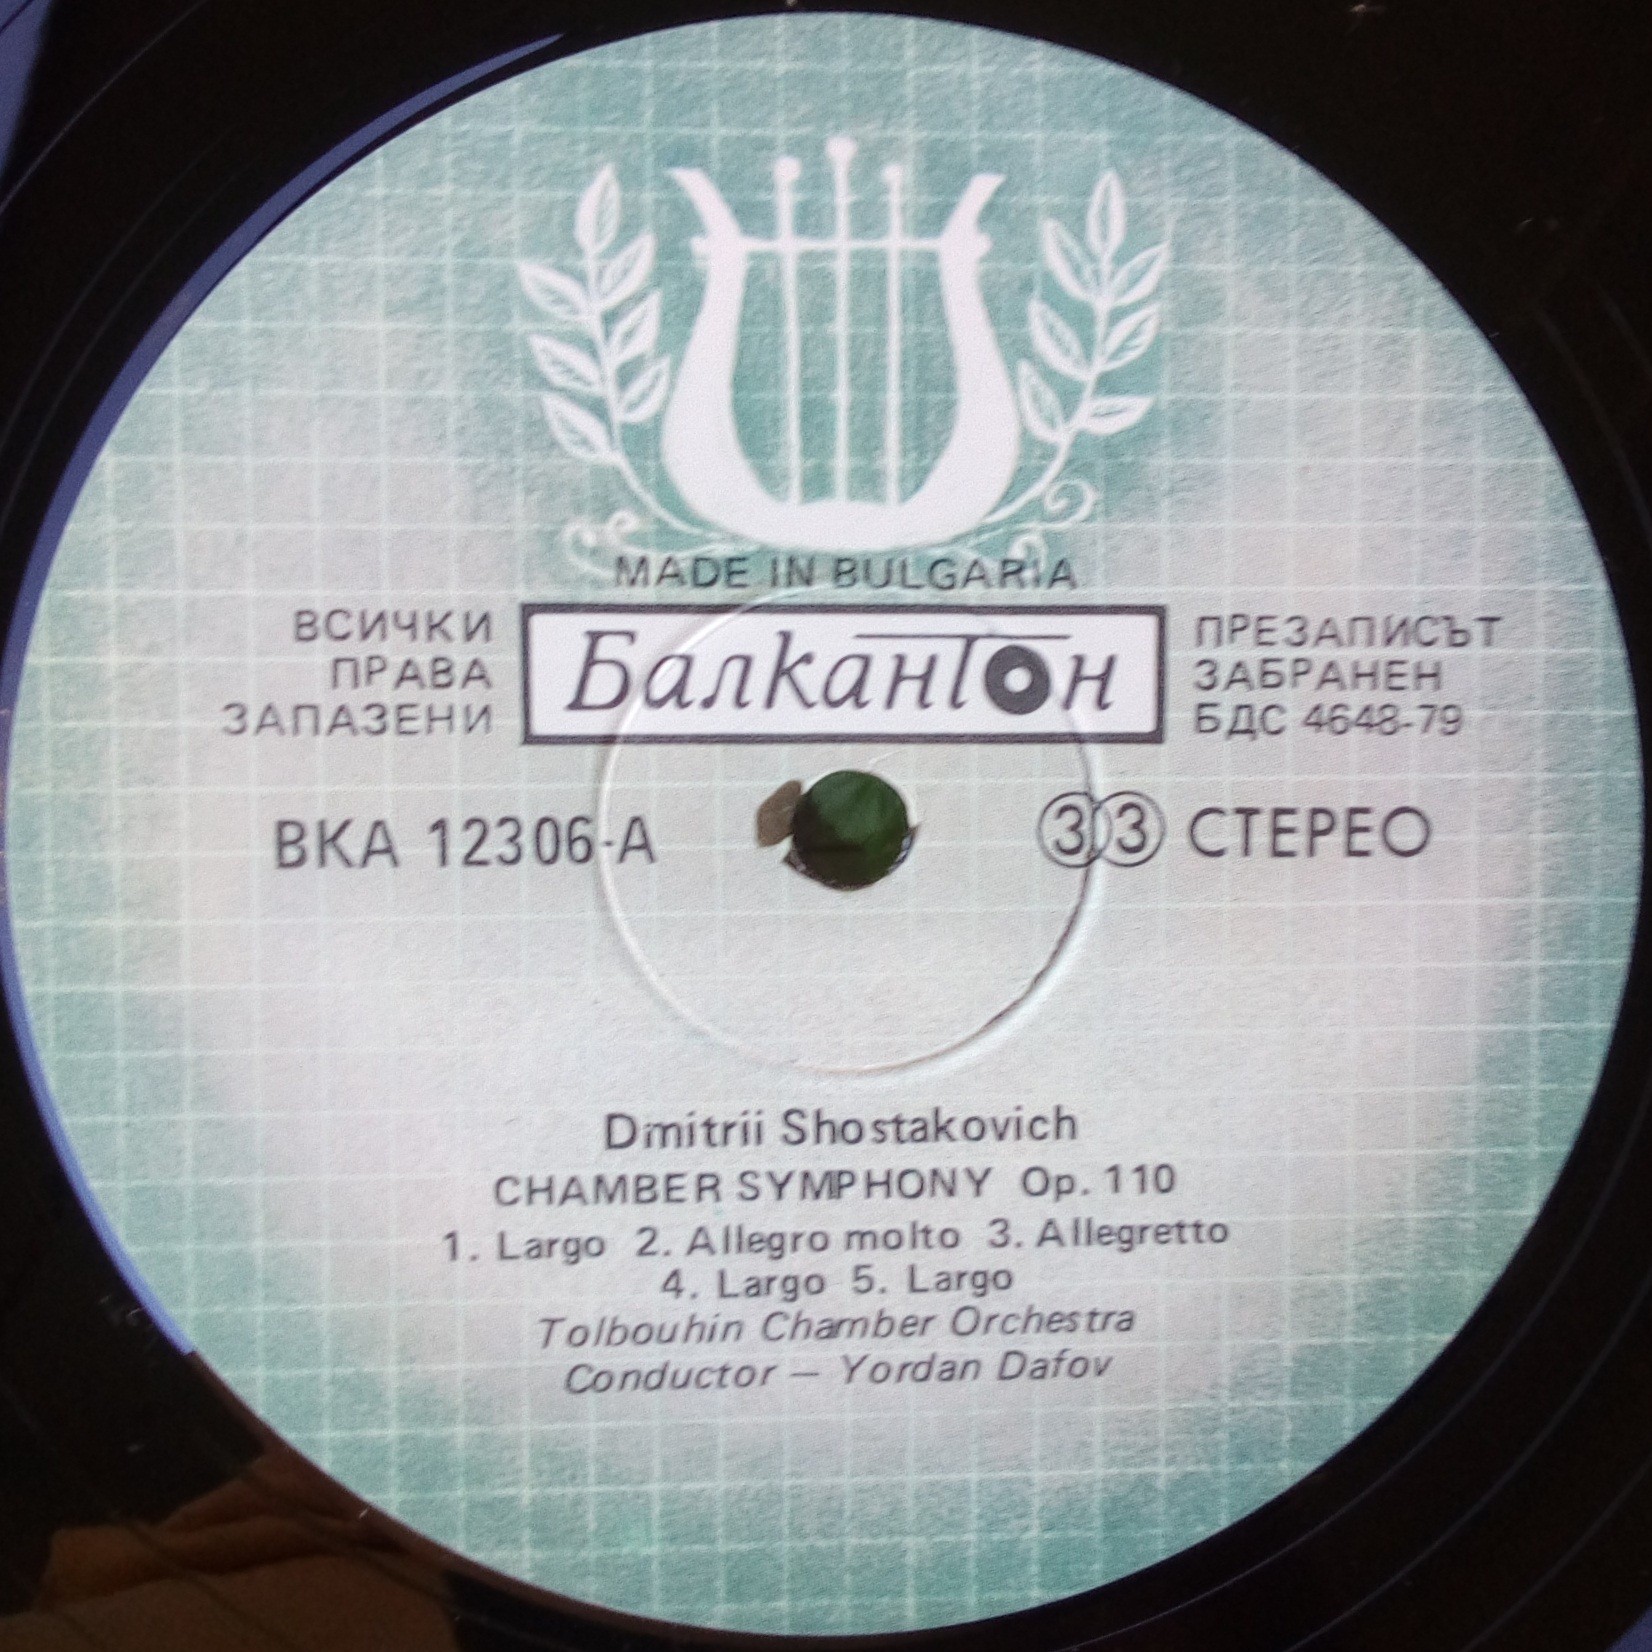 MADE IN BULGARIA
ВСИЧКИ
ПРАВА
ЗАПАЗЕНИ
Балкантон
ПРЕЗАПИСЪТ
ЗАБРАНЕН
БДС 4648-79
ВКА 12306-А
33 СТЕРЕО
Dmitrii Shostakovich
CHAMBER SYMPHONY Op. 110
1. Largo 2. Allegro molto 3. Allegretto
4. Largo 5. Largo
Tolbouhin Chamber Orchestra
Conductor — Yordan Dafov